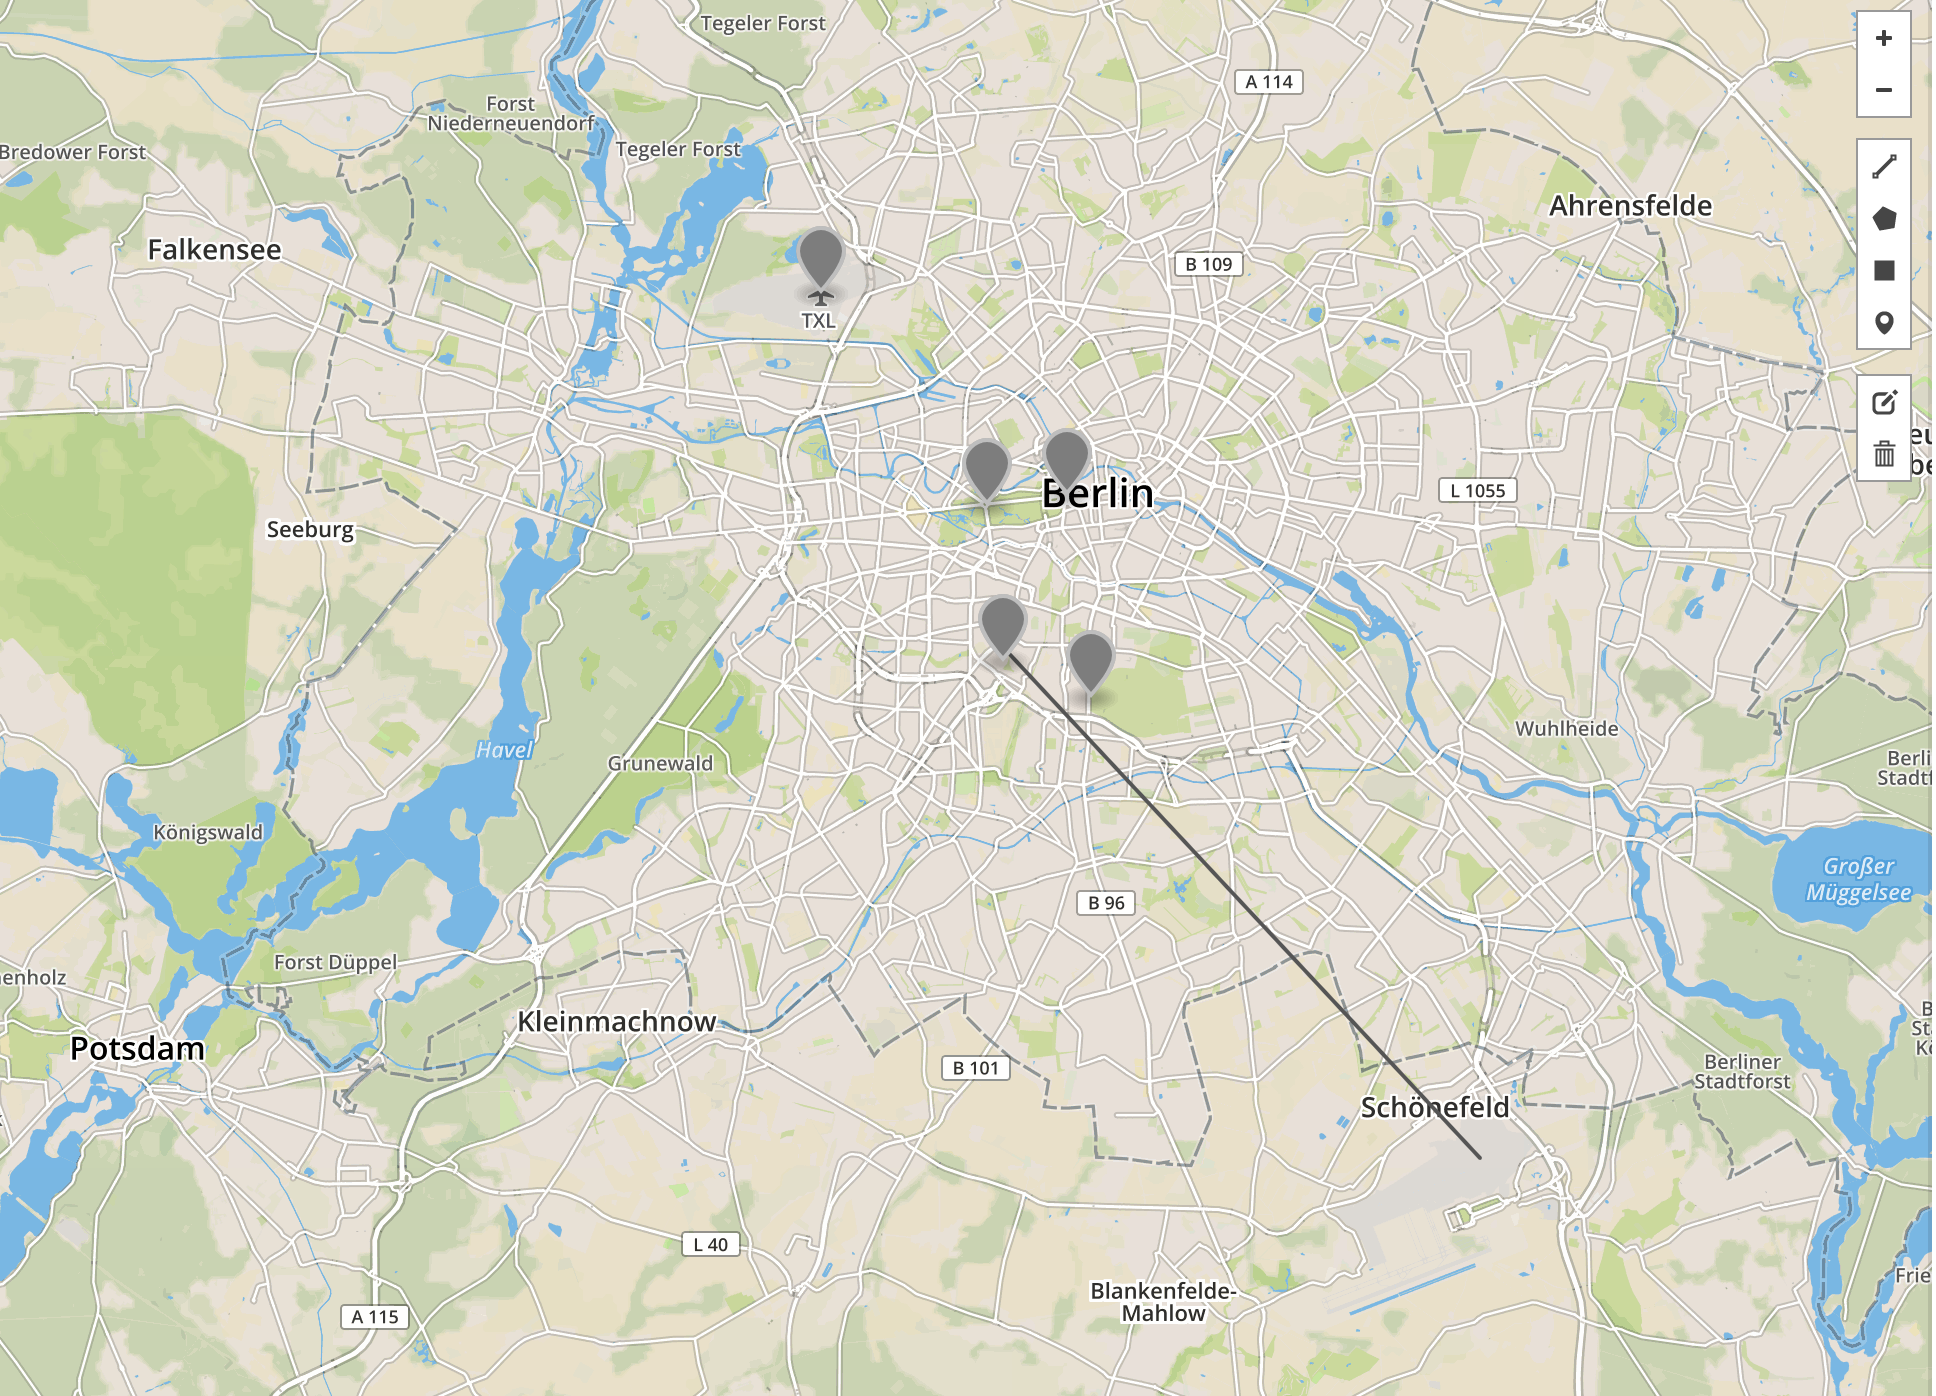 Tegeler Forst
A 114
Forst
Niederneuendorf
Bredower Forst
Tegeler Forst
Ahrensfelde
Falkensee
B 109
TXL
Berlin
L 1055
Seeburg
Havel
Grunewald
Wuhlheide
Königswald
Großer
Müggelsee
B 96
Forst Düppel
Kleinmachnow
Potsdam
B 101
Berliner
Stadtforst
Schönefeld
L 40
Blankenfelde-
Mahlow
A 115